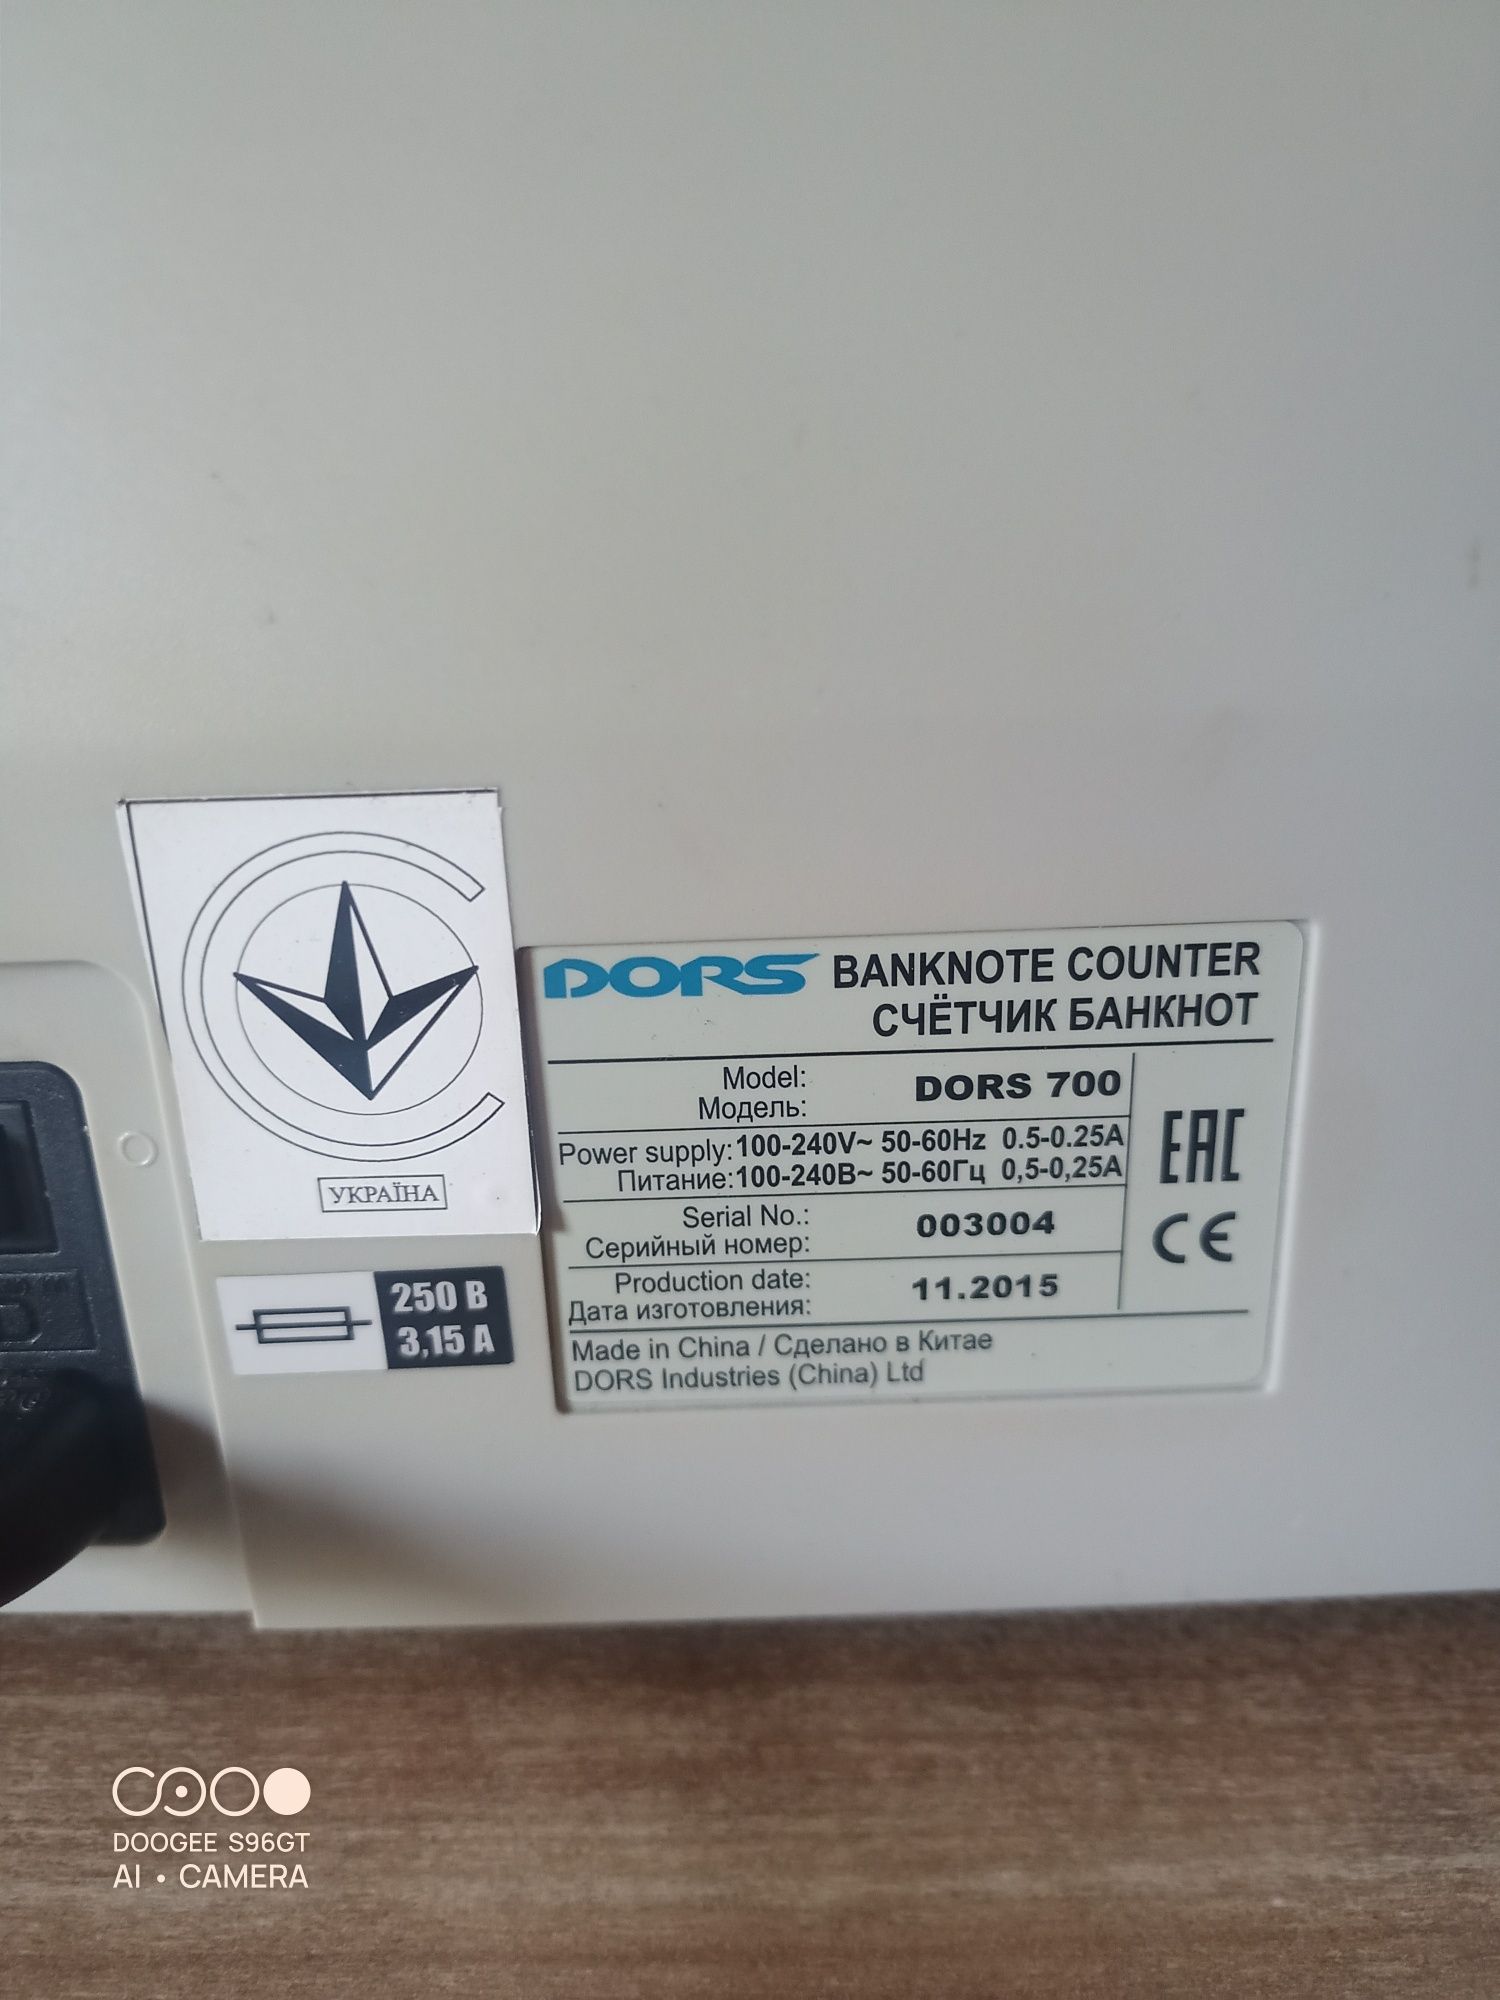 УКРАЇНА
250 В
3,15 А
DORS BANKNOTE COUNTER
СЧЁТЧИК БАНКНОТ
Model: DORS 700
Модель:
Power supply: 100-240V~ 50-60Hz 0.5-0.25A
Питание: 100-240В~ 50-60Гц 0,5-0,25А
Serial No.: 003004
Серийный номер:
Production date: 11.2015
Дата изготовления:
EAC
CE
Made in China / Сделано в Китае
DORS Industries (China) Ltd
DOOGEE S96GT
AI • CAMERA